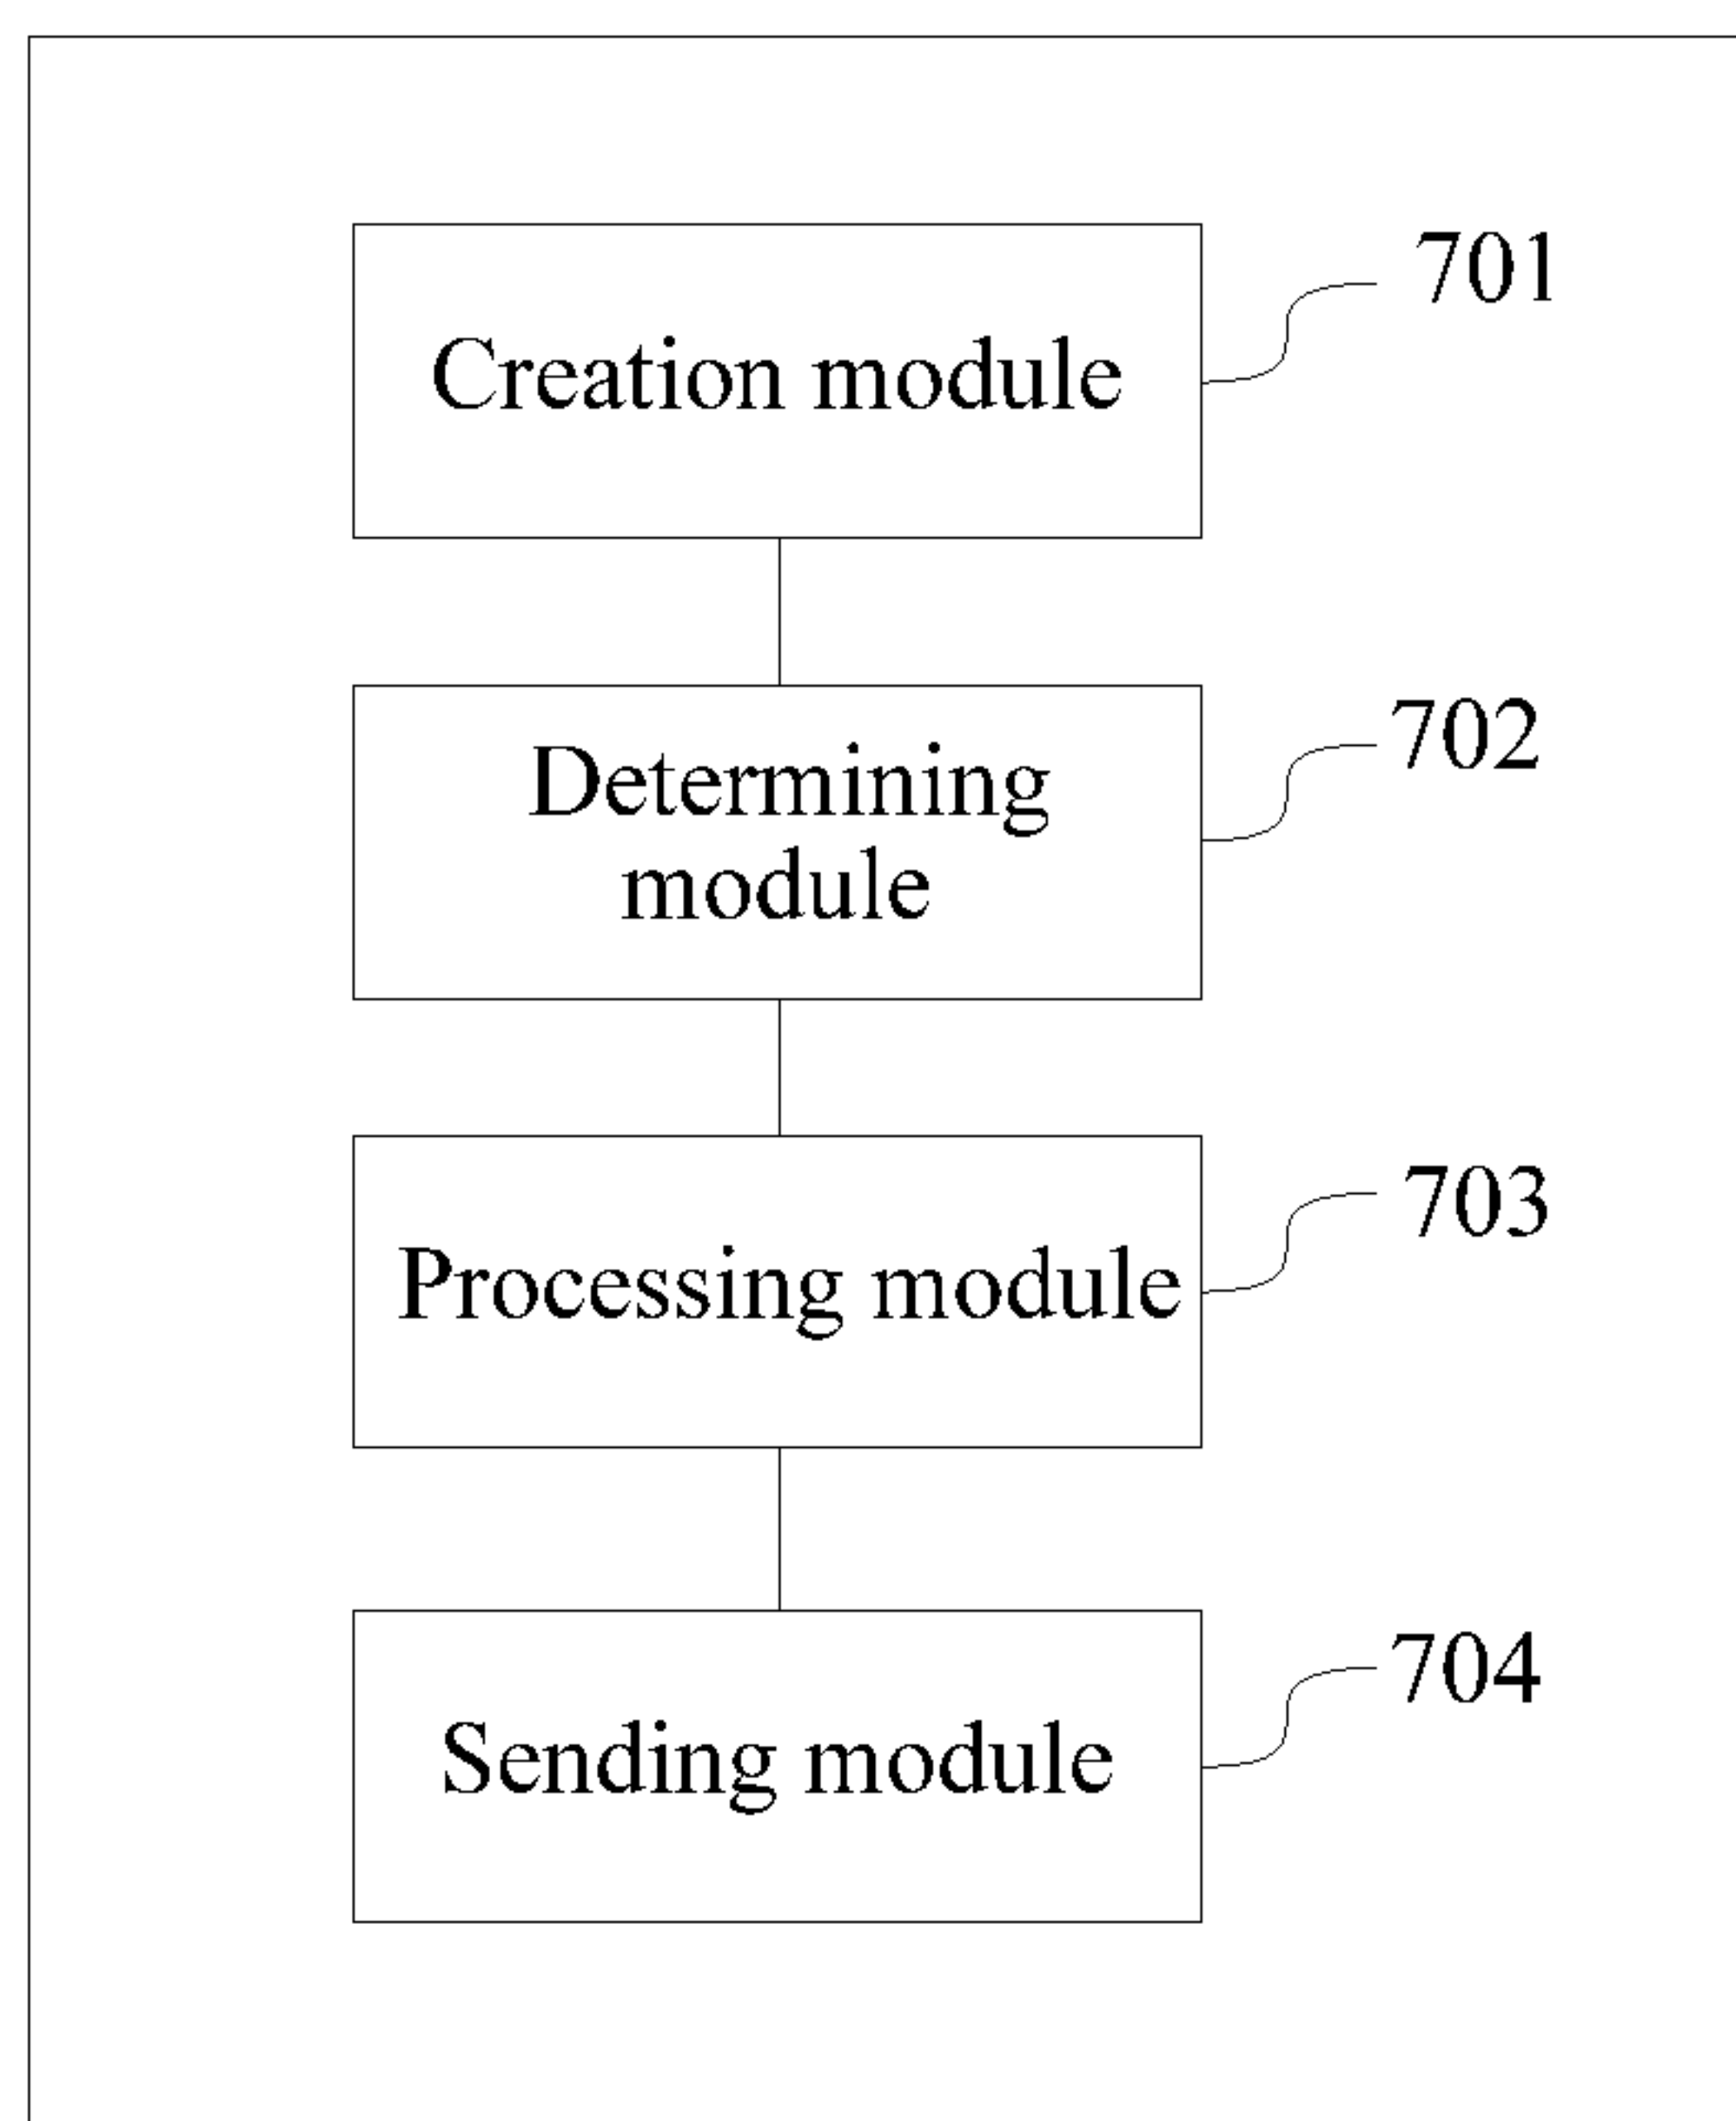 Creation module
701
Determining
module
702
Processing module
703
Sending module
704